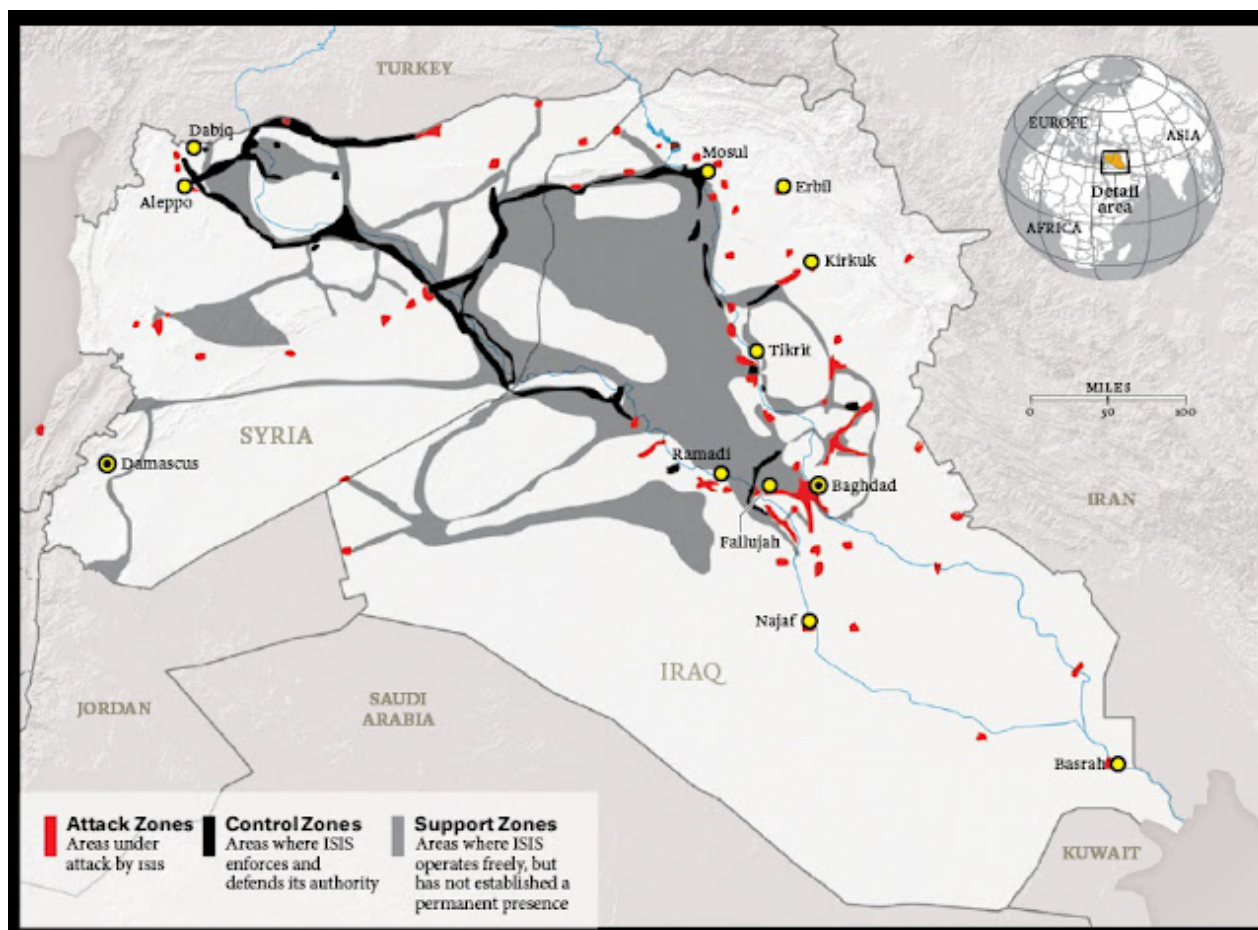 TURKEY
EUROPE
ASIA
AFRICA
Detail
area
Dabiq
Aleppo
Mosul
Erbil
Kirkuk
Tikrit
MILES
0 50 100
SYRIA
Damascus
Ramadi
Baghdad
Fallujah
IRAN
Najaf
IRAQ
JORDAN
SAUDI
ARABIA
Basrah
KUWAIT
Attack Zones
Areas under
attack by ISIS
Control Zones
Areas where ISIS
enforces and
defends its authority
Support Zones
Areas where ISIS
operates freely, but
has not established a
permanent presence